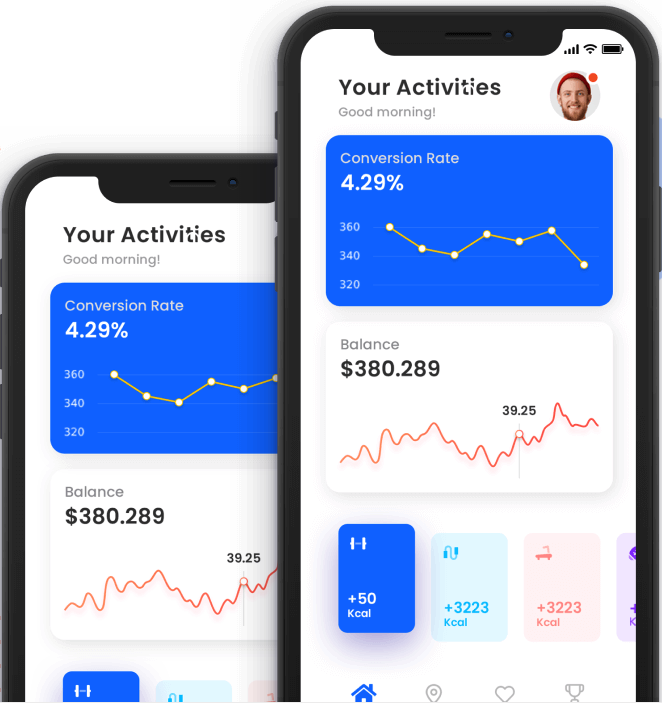 Your Activities
Good morning!
Conversion Rate
4.29%
360
340
320
Balance
$380.289
39.25
+50
Kcal
+3223
Kcal
+3223
Kcal
Your Activities
Good morning!
Conversion Rate
4.29%
360
340
320
Balance
$380.289
39.25